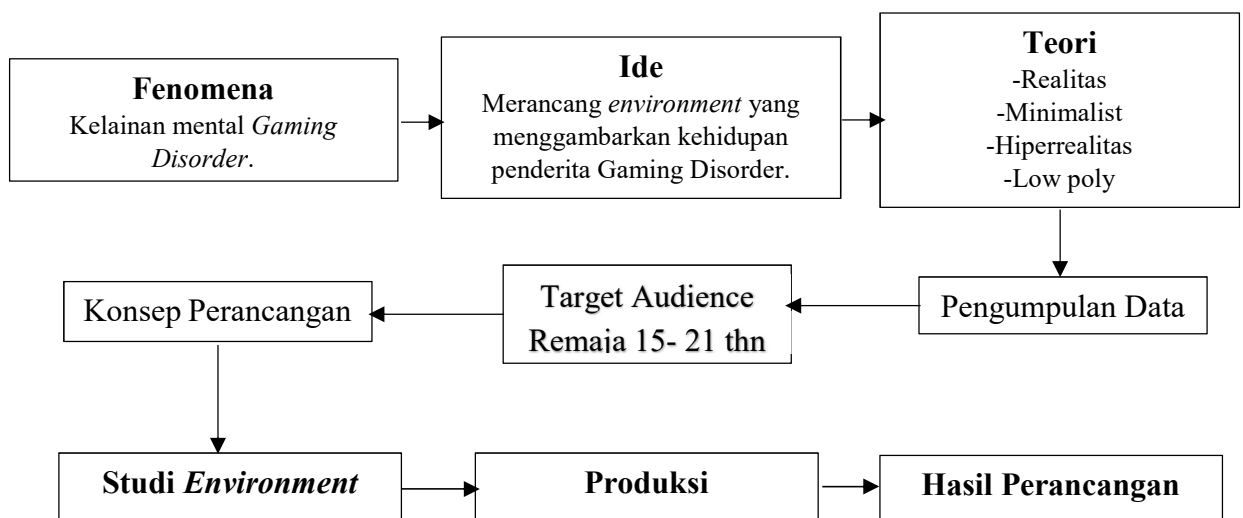 Fenomena
Kelainan mental Gaming
Disorder.
Ide
Merancang environment yang
menggambarkan kehidupan
penderita Gaming Disorder.
Teori
-Realitas
-Minimalist
-Hiperrealitas
-Low poly
Pengumpulan Data
Target Audience
Remaja 15- 21 thn
Konsep Perancangan
Studi Environment
Produksi
Hasil Perancangan